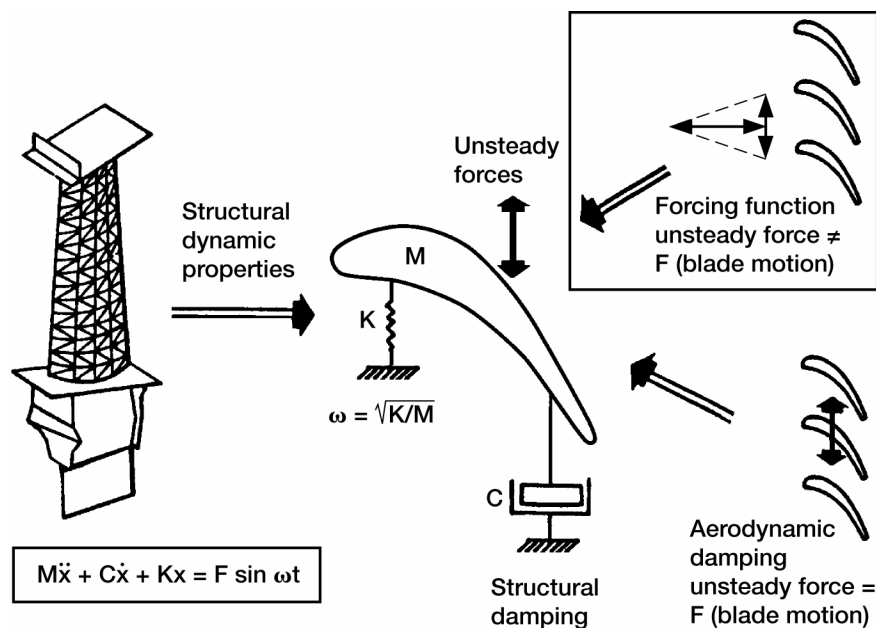 Structural
dynamic
properties
Unsteady
forces
Forcing function
unsteady force ≠
F (blade motion)
M
K
ω = √K/M
C
Structural
damping
Aerodynamic
damping
unsteady force =
F (blade motion)
Mẍ + Cẋ + Kx = F sin ωt